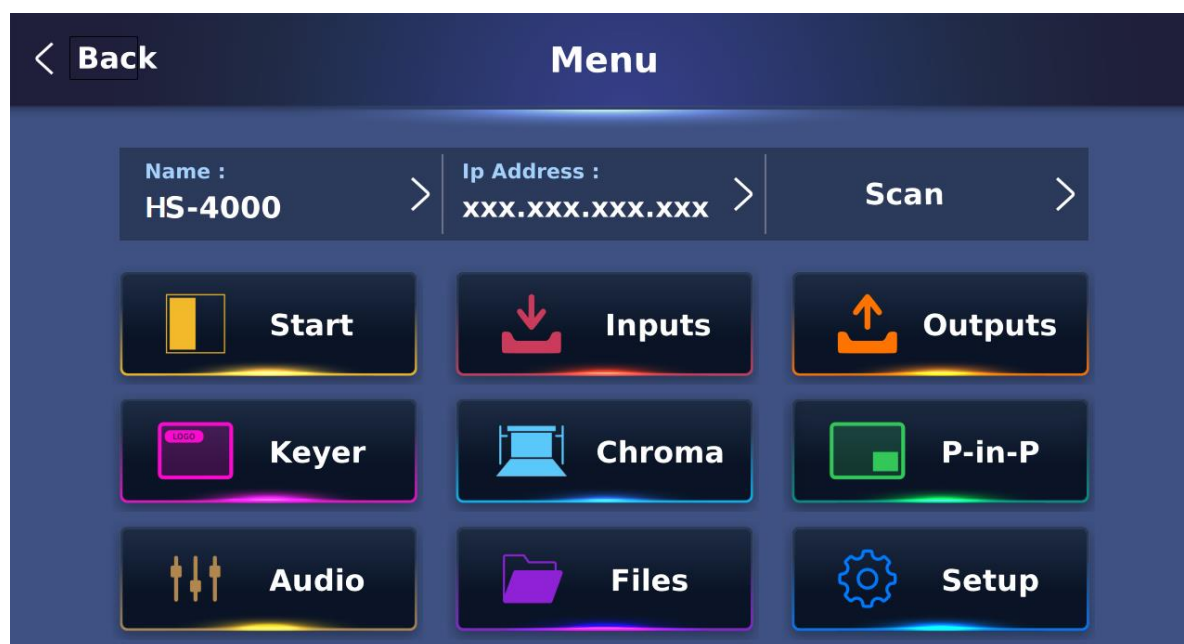 Back
Menu
Name :
HS-4000
Ip Address :
xxx.xxx.xxx.xxx
Scan
Start
Inputs
Outputs
LOGO
Keyer
Chroma
P-in-P
Audio
Files
Setup